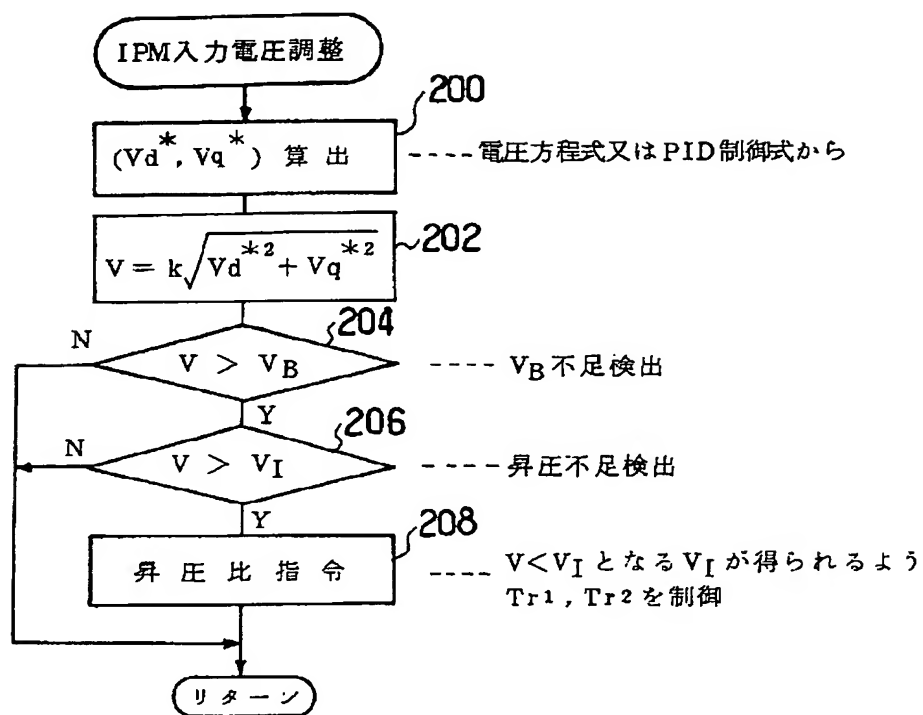 IPM入力電圧調整
200
(Vd*, Vq*) 算出
----電圧方程式又はPID制御式から
202
V = k√Vd*2 + Vq*2
204
N
V > VB
---- VB不足検出
Y
206
N
V > VI
---- 昇圧不足検出
Y
208
昇圧比指令
---- V<VIとなるVIが得られるよう
Tr1, Tr2を制御
リターン